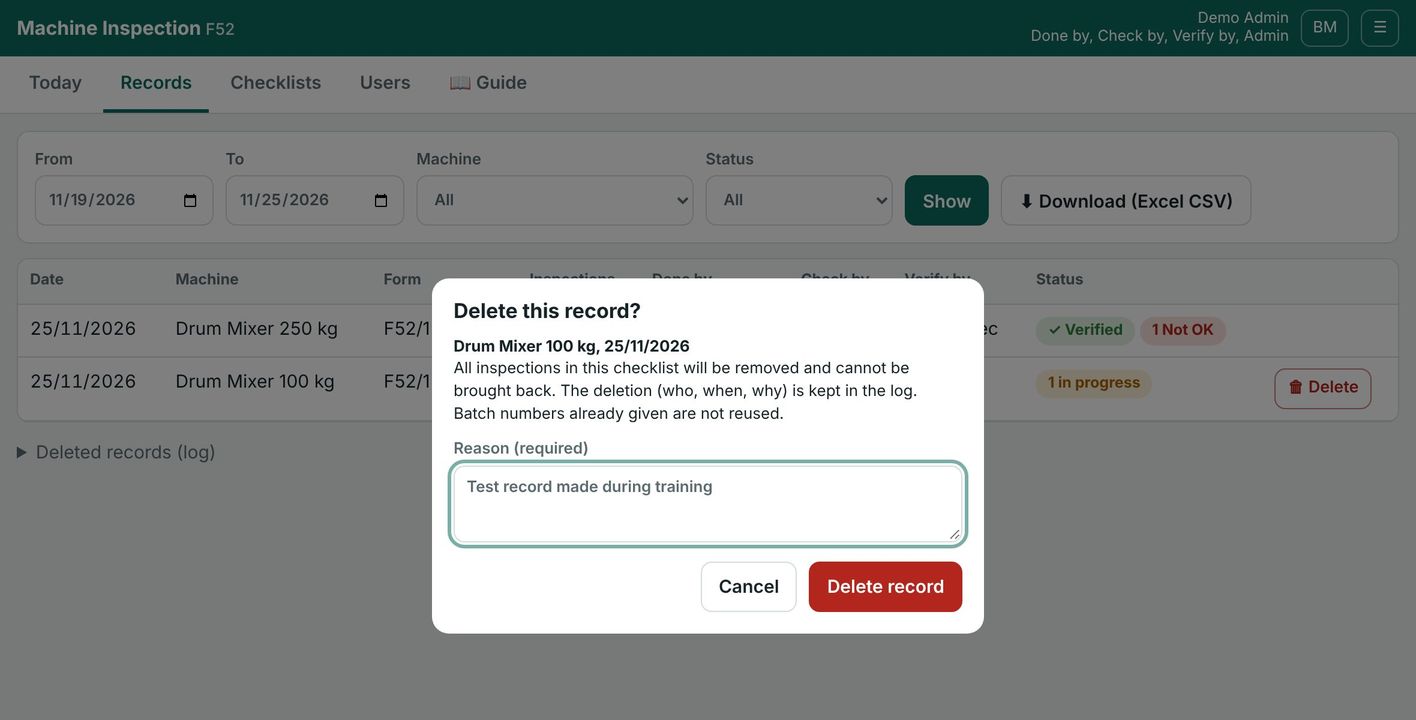 Machine Inspection F52
Demo Admin
Done by, Check by, Verify by, Admin
BM
☰
Today
Records
Checklists
Users
📖 Guide
From
To
Machine
Status
11/19/2026
11/25/2026
All
All
Show
⬇ Download (Excel CSV)
Date
Machine
Form
Status
25/11/2026
Drum Mixer 250 kg
F52/1
✓ Verified
1 Not OK
25/11/2026
Drum Mixer 100 kg
F52/1
1 in progress
🗑 Delete
▶ Deleted records (log)
Delete this record?
Drum Mixer 100 kg, 25/11/2026
All inspections in this checklist will be removed and cannot be
brought back. The deletion (who, when, why) is kept in the log.
Batch numbers already given are not reused.
Reason (required)
Test record made during training
Cancel
Delete record